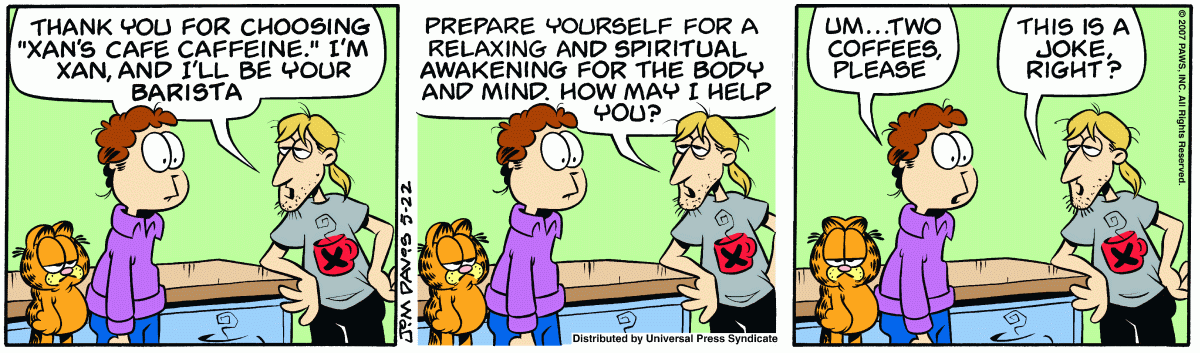 THANK YOU FOR CHOOSING
"XAN'S CAFE CAFFEINE." I'M
XAN, AND I'LL BE YOUR
BARISTA
JIM DAVIS 5-22
PREPARE YOURSELF FOR A
RELAXING AND SPIRITUAL
AWAKENING FOR THE BODY
AND MIND. HOW MAY I HELP
YOU?
Distributed by Universal Press Syndicate
UM...TWO
COFFEES,
PLEASE
THIS IS A
JOKE,
RIGHT?
© 2007 PAWS, INC. All Rights Reserved.
X
X
X